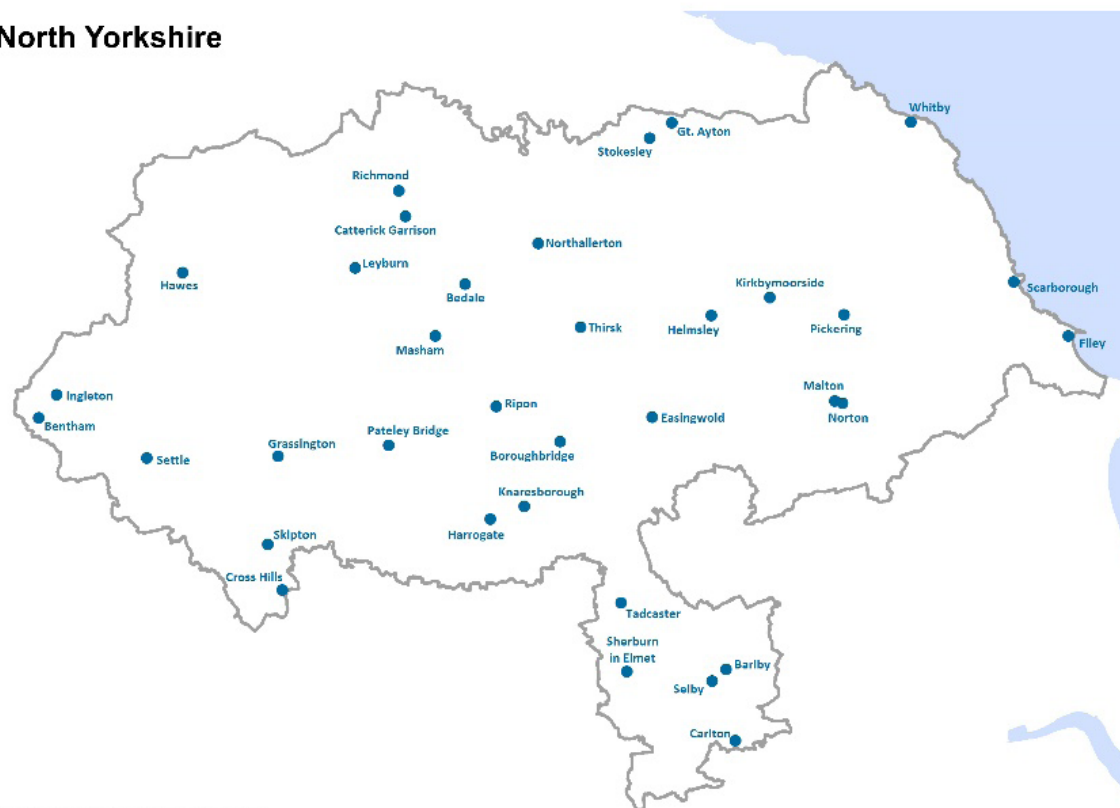 North Yorkshire
Whitby
Gt. Ayton
Stokesley
Richmond
Catterick Garrison
Northallerton
Leyburn
Hawes
Bedale
Kirkbymoorside
Scarborough
Thirsk
Helmsley
Pickering
Filey
Masham
Malton
Ingleton
Ripon
Easingwold
Norton
Bentham
Pateley Bridge
Grassington
Boroughbridge
Settle
Knaresborough
Harrogate
Skipton
Cross Hills
Tadcaster
Sherburn
in Elmet
Barlby
Selby
Carlton